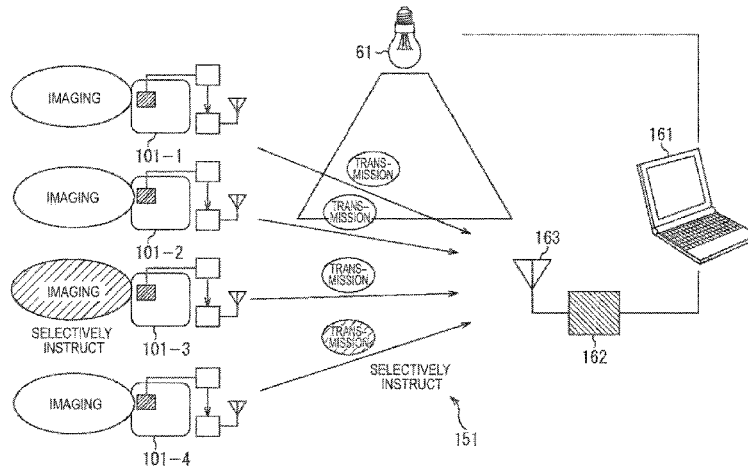 61
IMAGING
101-1
161
TRANS-
MISSION
IMAGING
TRANS-
MISSION
101-2
163
IMAGING
TRANS-
MISSION
SELECTIVELY
INSTRUCT
101-3
162
TRANS-
MISSION
IMAGING
SELECTIVELY
INSTRUCT
151
101-4